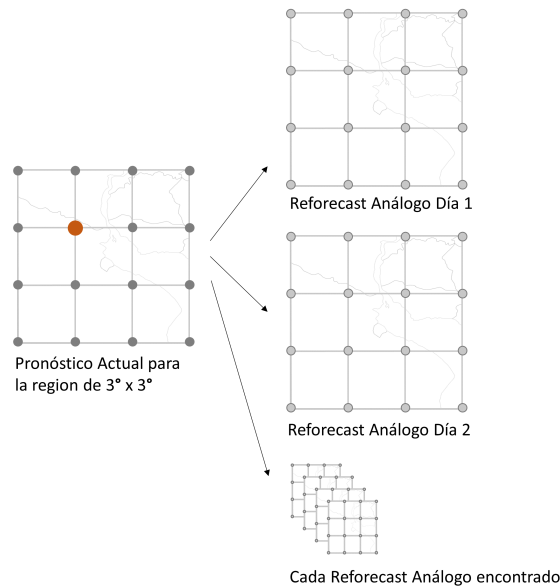 Reforecast Análogo Día 1
Pronóstico Actual para
la region de 3° x 3°
Reforecast Análogo Día 2
Cada Reforecast Análogo encontrado